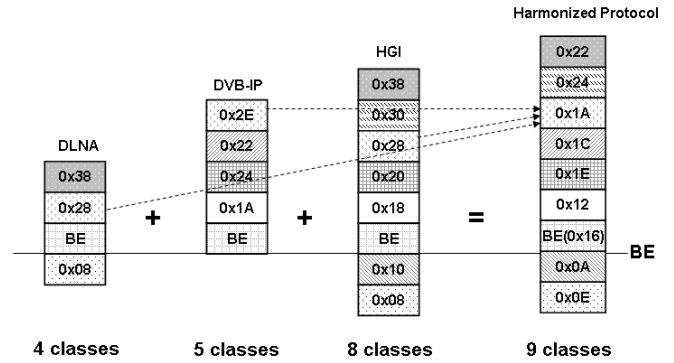 Harmonized Protocol
HGI
DVB-IP
DLNA
0x38
0x28
BE
0x08
+
0x2E
0x22
0x24
0x1A
BE
+
0x38
0x30
0x28
0x20
0x18
BE
0x10
0x08
=
0x22
0x24
0x1A
0x1C
0x1E
0x12
BE(0x16)
0x0A
0x0E
BE
4 classes
5 classes
8 classes
9 classes